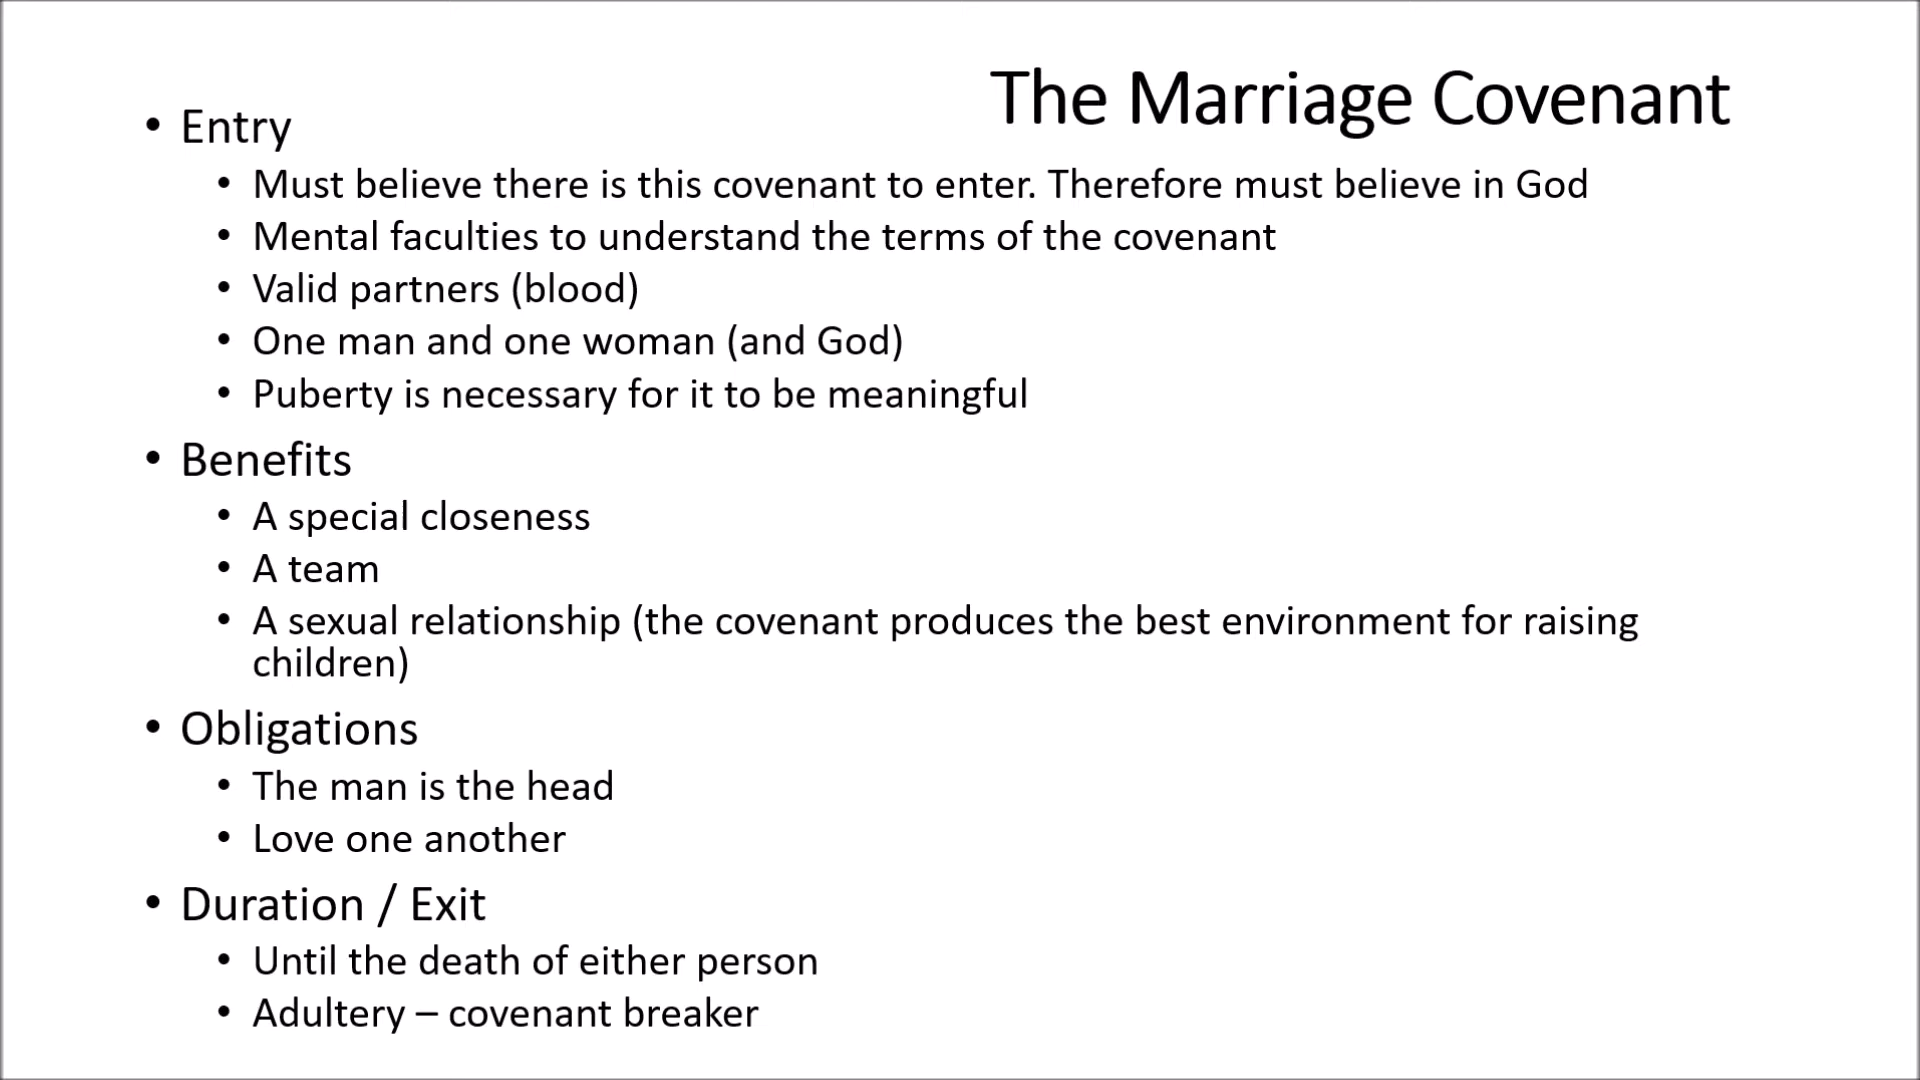 The Marriage Covenant
• Entry
• Must believe there is this covenant to enter. Therefore must believe in God
• Mental faculties to understand the terms of the covenant
• Valid partners (blood)
• One man and one woman (and God)
• Puberty is necessary for it to be meaningful
• Benefits
• A special closeness
• A team
• A sexual relationship (the covenant produces the best environment for raising
children)
• Obligations
• The man is the head
• Love one another
• Duration / Exit
• Until the death of either person
• Adultery – covenant breaker